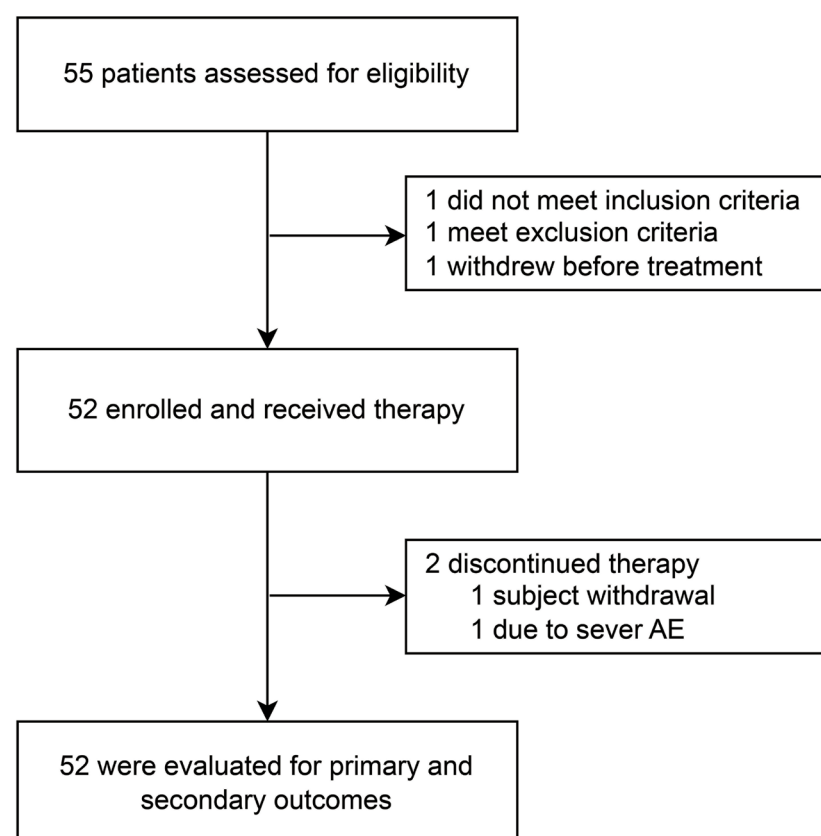 55 patients assessed for eligibility
1 did not meet inclusion criteria
1 meet exclusion criteria
1 withdrew before treatment
52 enrolled and received therapy
2 discontinued therapy
1 subject withdrawal
1 due to sever AE
52 were evaluated for primary and
secondary outcomes